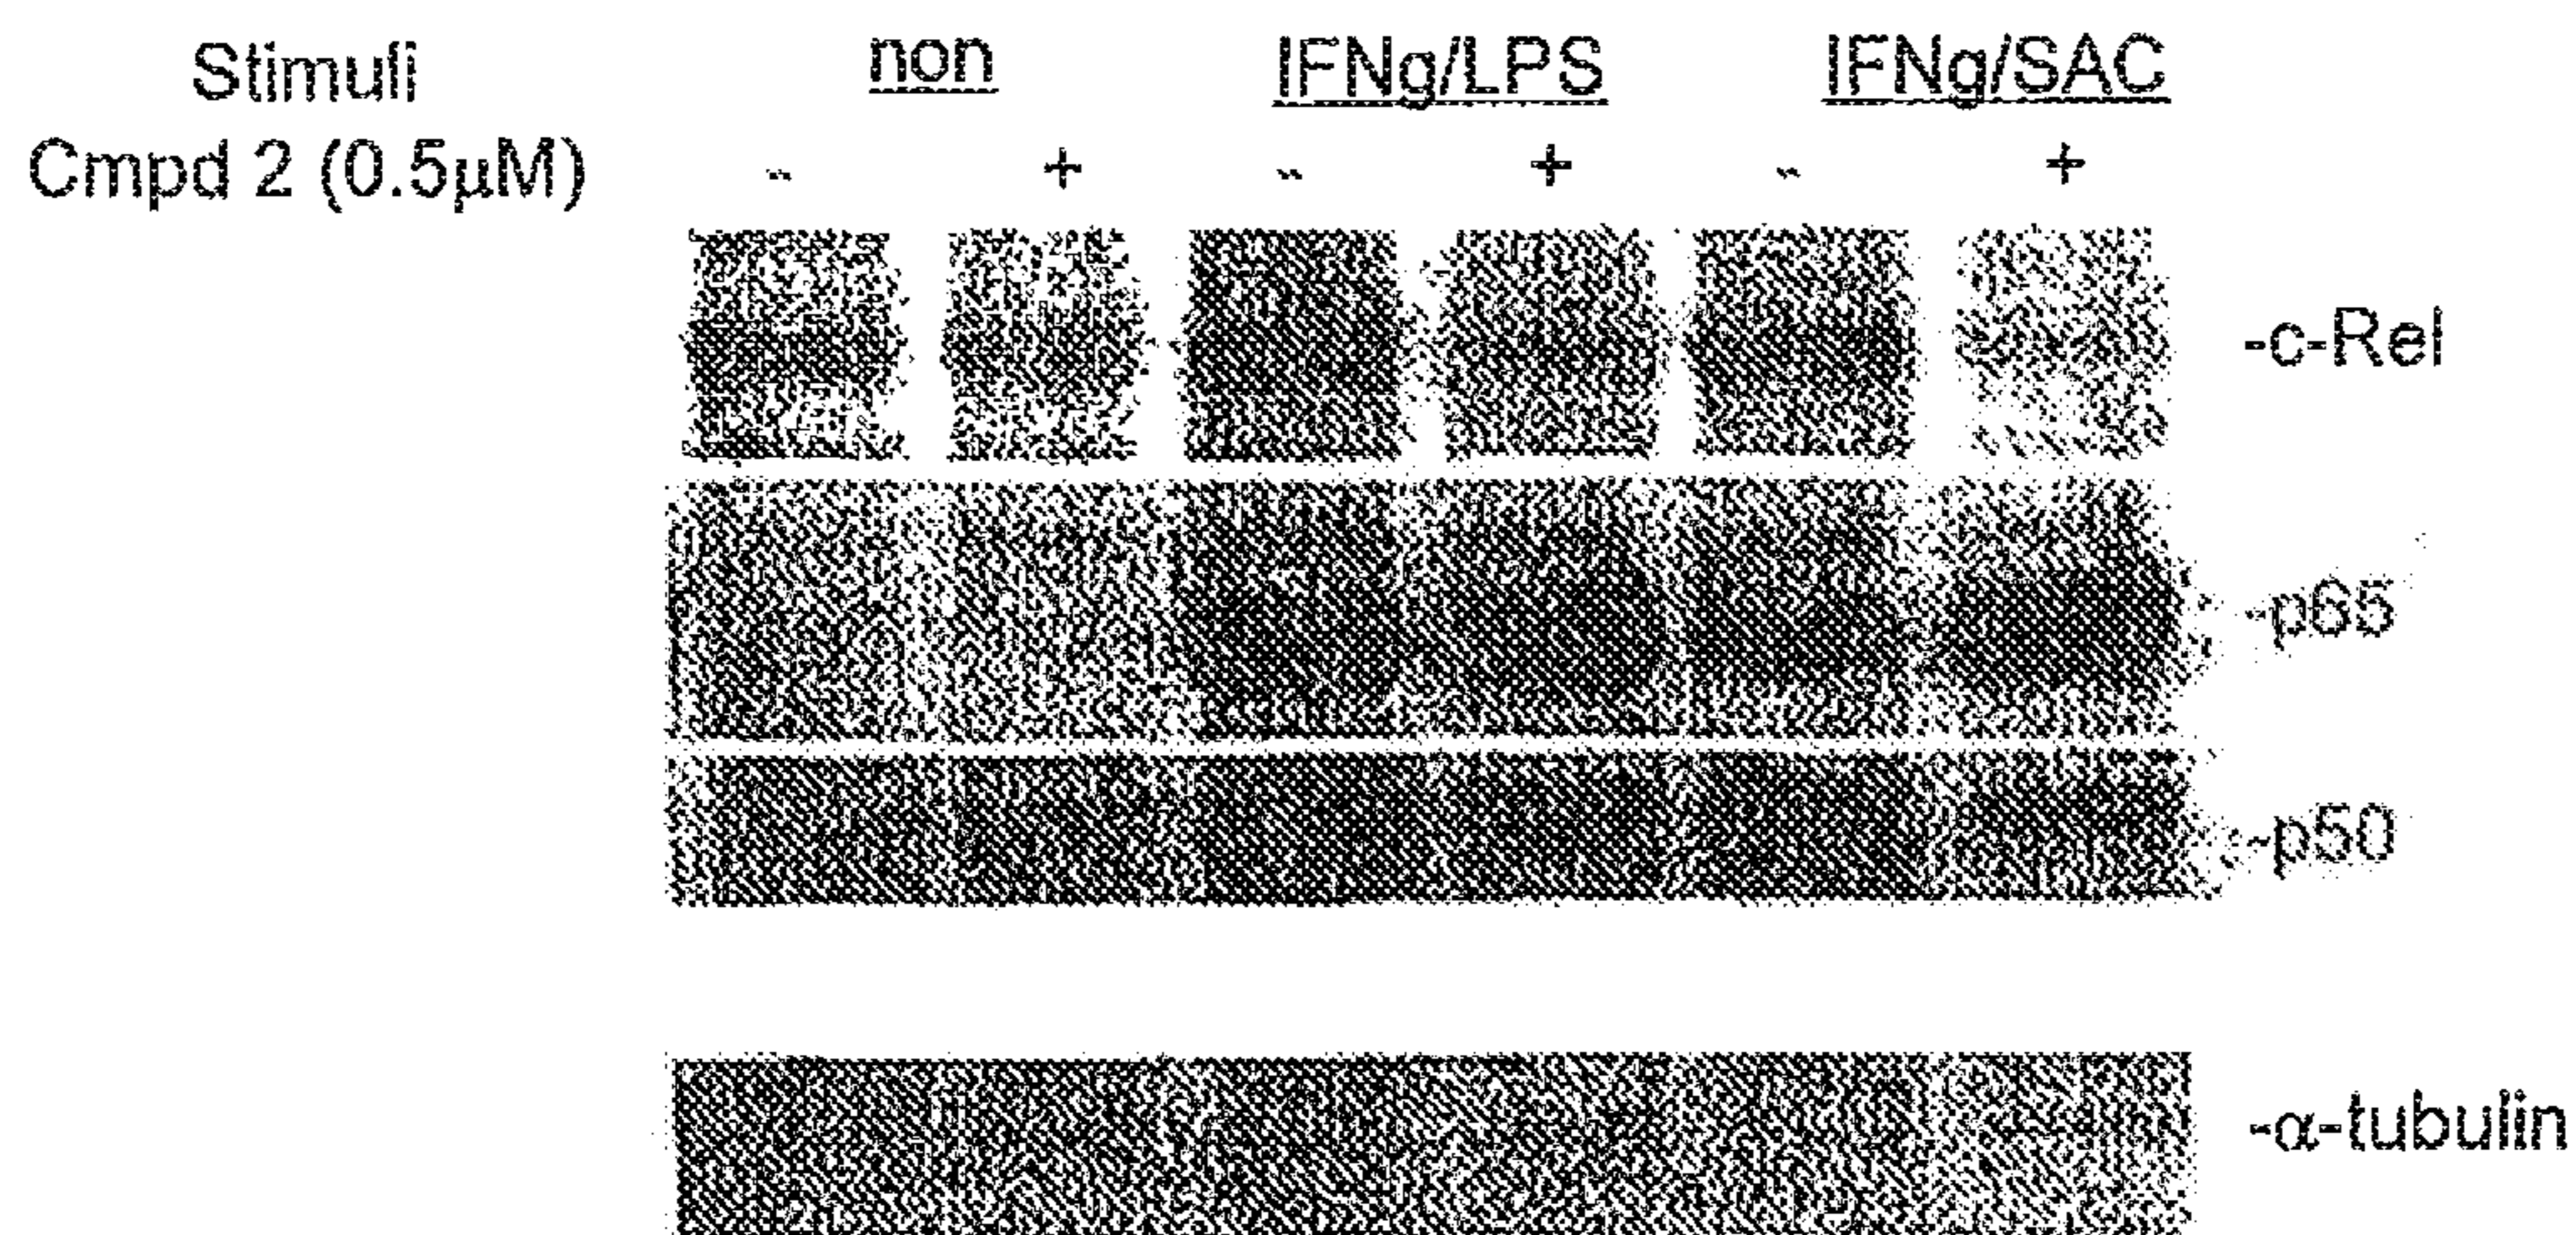 Stimuli non IFNg/LPS IFNg/SAC
Cmpd 2 (0.5μM) - + - + - +
-c-Rel
-p65
-p50
-α-tubulin